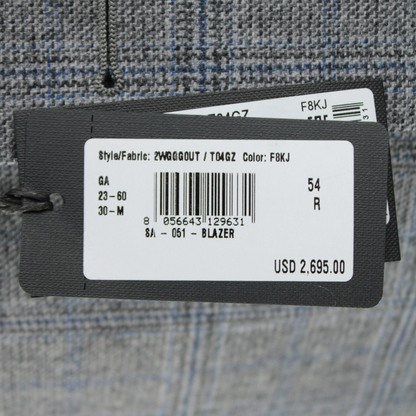 F8KJ
T04GZ
Style/Fabric: 2WGGG0UT / T04GZ Color: F8KJ
GA
23-60
30-M
54
R
8 056643 129631
SA - 051 - BLAZER
USD 2,695.00